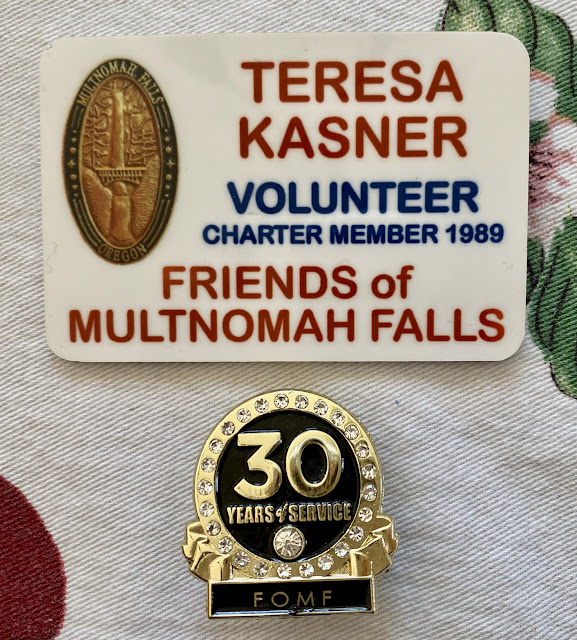 MULTNOMAH FALLS
OREGON
TERESA
KASNER
VOLUNTEER
CHARTER MEMBER 1989
FRIENDS of
MULTNOMAH FALLS
30
YEARS of SERVICE
FOMF